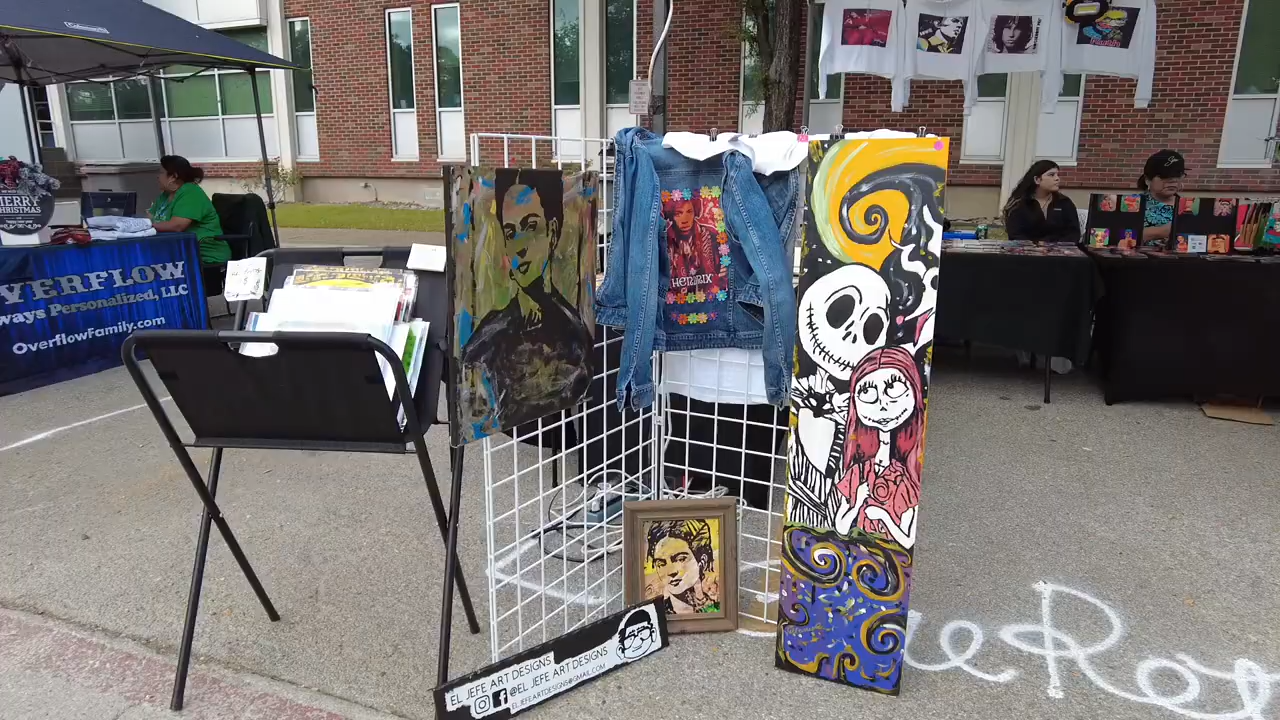 MERRY
CHRISTMAS
VERFLOW
ways Personalized, LLC
OverflowFamily.com
HENDRIX
EL JEFE ART DESIGNS
@EL JEFE ART DESIGNS
ELJEFEARTDESIGNS@GMAIL.COM